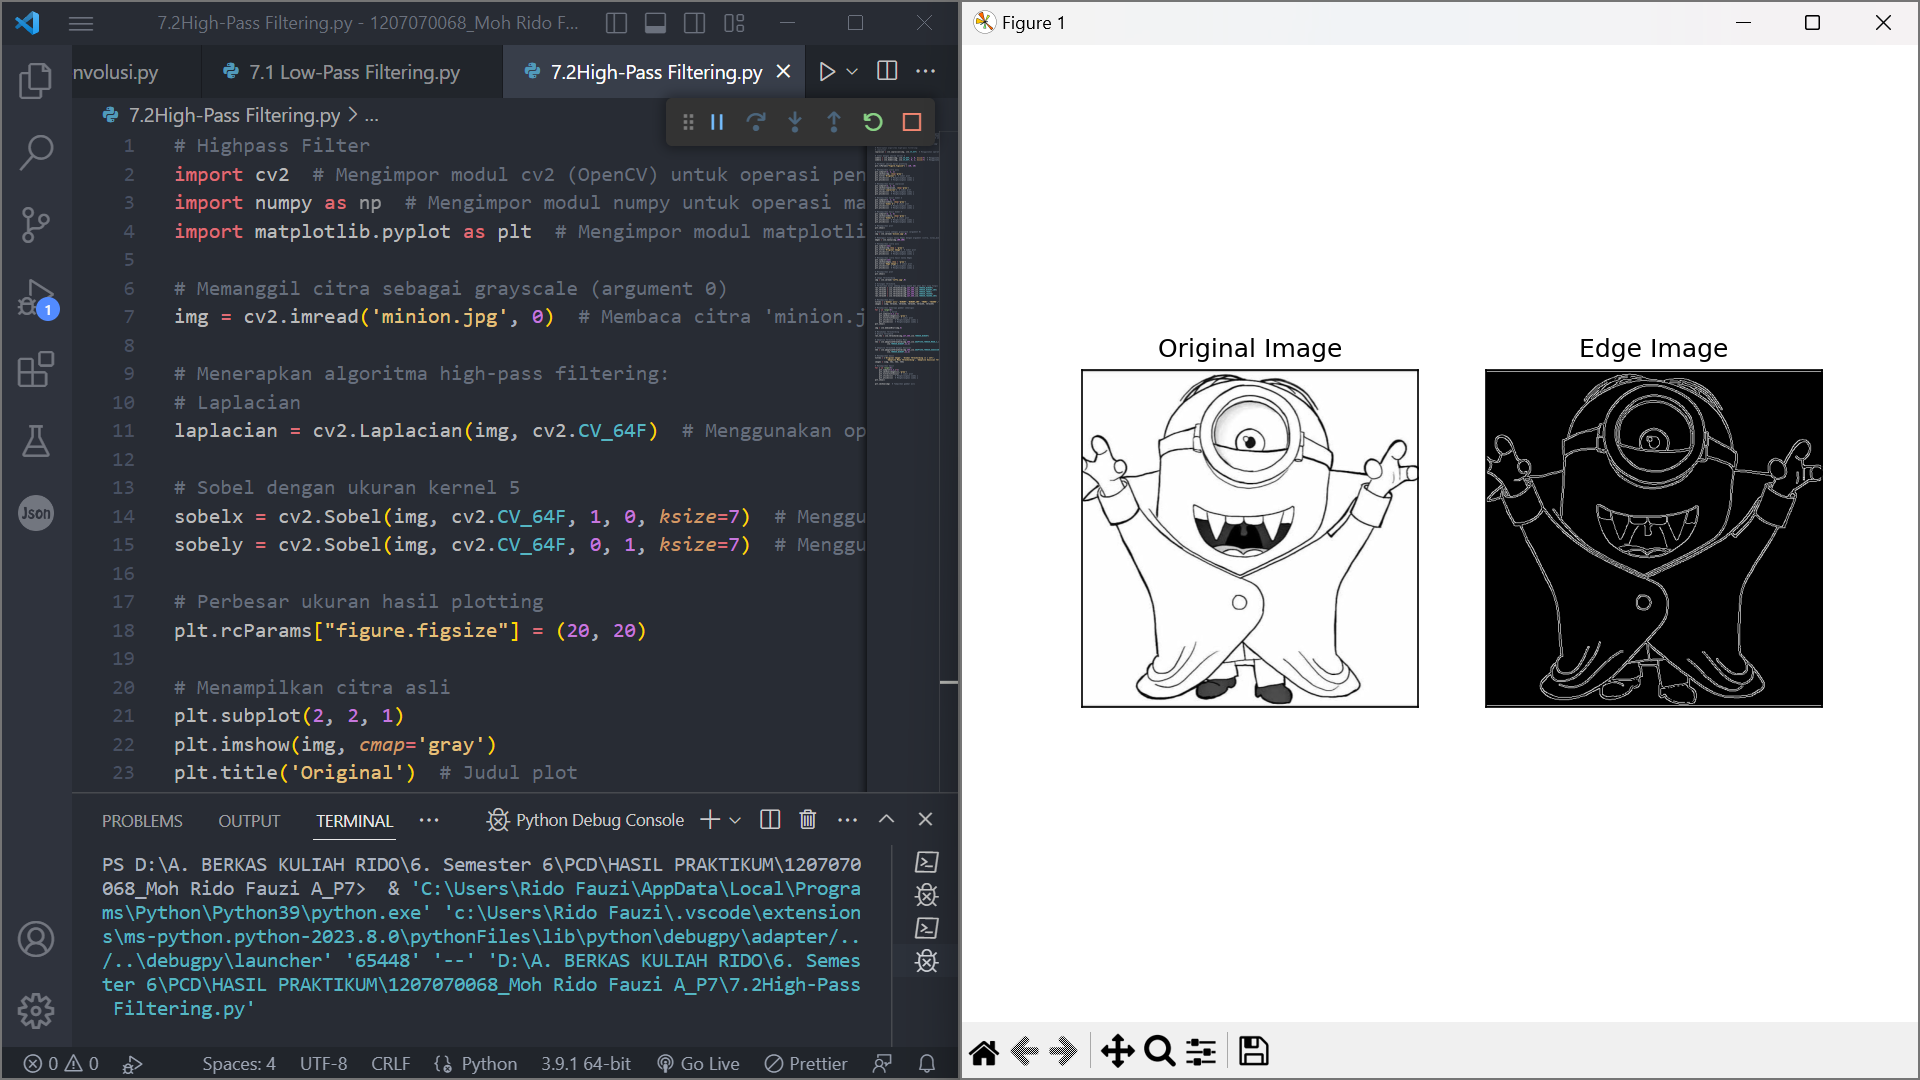 7.2High-Pass Filtering.py - 1207070068_Moh Rido F...
nvolusi.py
7.1 Low-Pass Filtering.py
7.2High-Pass Filtering.py
7.2High-Pass Filtering.py > ...
1 # Highpass Filter
2 import cv2  # Mengimpor modul cv2 (OpenCV) untuk operasi pen
3 import numpy as np  # Mengimpor modul numpy untuk operasi ma
4 import matplotlib.pyplot as plt  # Mengimpor modul matplotli
5
6 # Memanggil citra sebagai grayscale (argument 0)
7 img = cv2.imread('minion.jpg', 0)  # Membaca citra 'minion.j
8
9 # Menerapkan algoritma high-pass filtering:
10 # Laplacian
11 laplacian = cv2.Laplacian(img, cv2.CV_64F)  # Menggunakan op
12
13 # Sobel dengan ukuran kernel 5
14 sobelx = cv2.Sobel(img, cv2.CV_64F, 1, 0, ksize=7)  # Menggu
15 sobely = cv2.Sobel(img, cv2.CV_64F, 0, 1, ksize=7)  # Menggu
16
17 # Perbesar ukuran hasil plotting
18 plt.rcParams["figure.figsize"] = (20, 20)
19
20 # Menampilkan citra asli
21 plt.subplot(2, 2, 1)
22 plt.imshow(img, cmap='gray')
23 plt.title('Original')  # Judul plot
1
Json
PROBLEMS OUTPUT TERMINAL ... Python Debug Console
PS D:\A. BERKAS KULIAH RIDO\6. Semester 6\PCD\HASIL PRAKTIKUM\1207070
068_Moh Rido Fauzi A_P7>  & 'C:\Users\Rido Fauzi\AppData\Local\Progra
ms\Python\Python39\python.exe' 'c:\Users\Rido Fauzi\.vscode\extension
s\ms-python.python-2023.8.0\pythonFiles\lib\python\debugpy\adapter/..
/..\debugpy\launcher' '65448' '--' 'D:\A. BERKAS KULIAH RIDO\6. Semes
ter 6\PCD\HASIL PRAKTIKUM\1207070068_Moh Rido Fauzi A_P7\7.2High-Pass
Filtering.py'
0 0 Spaces: 4 UTF-8 CRLF Python 3.9.1 64-bit Go Live Prettier
Figure 1
Original Image
Edge Image